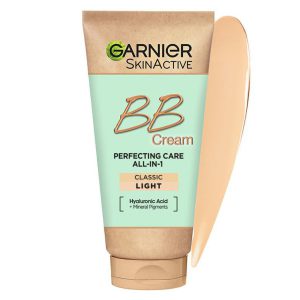 GARNIER
SKINACTIVE
BB
Cream
PERFECTING CARE
ALL-IN-1
CLASSIC
LIGHT
Hyaluronic Acid
+ Mineral Pigments